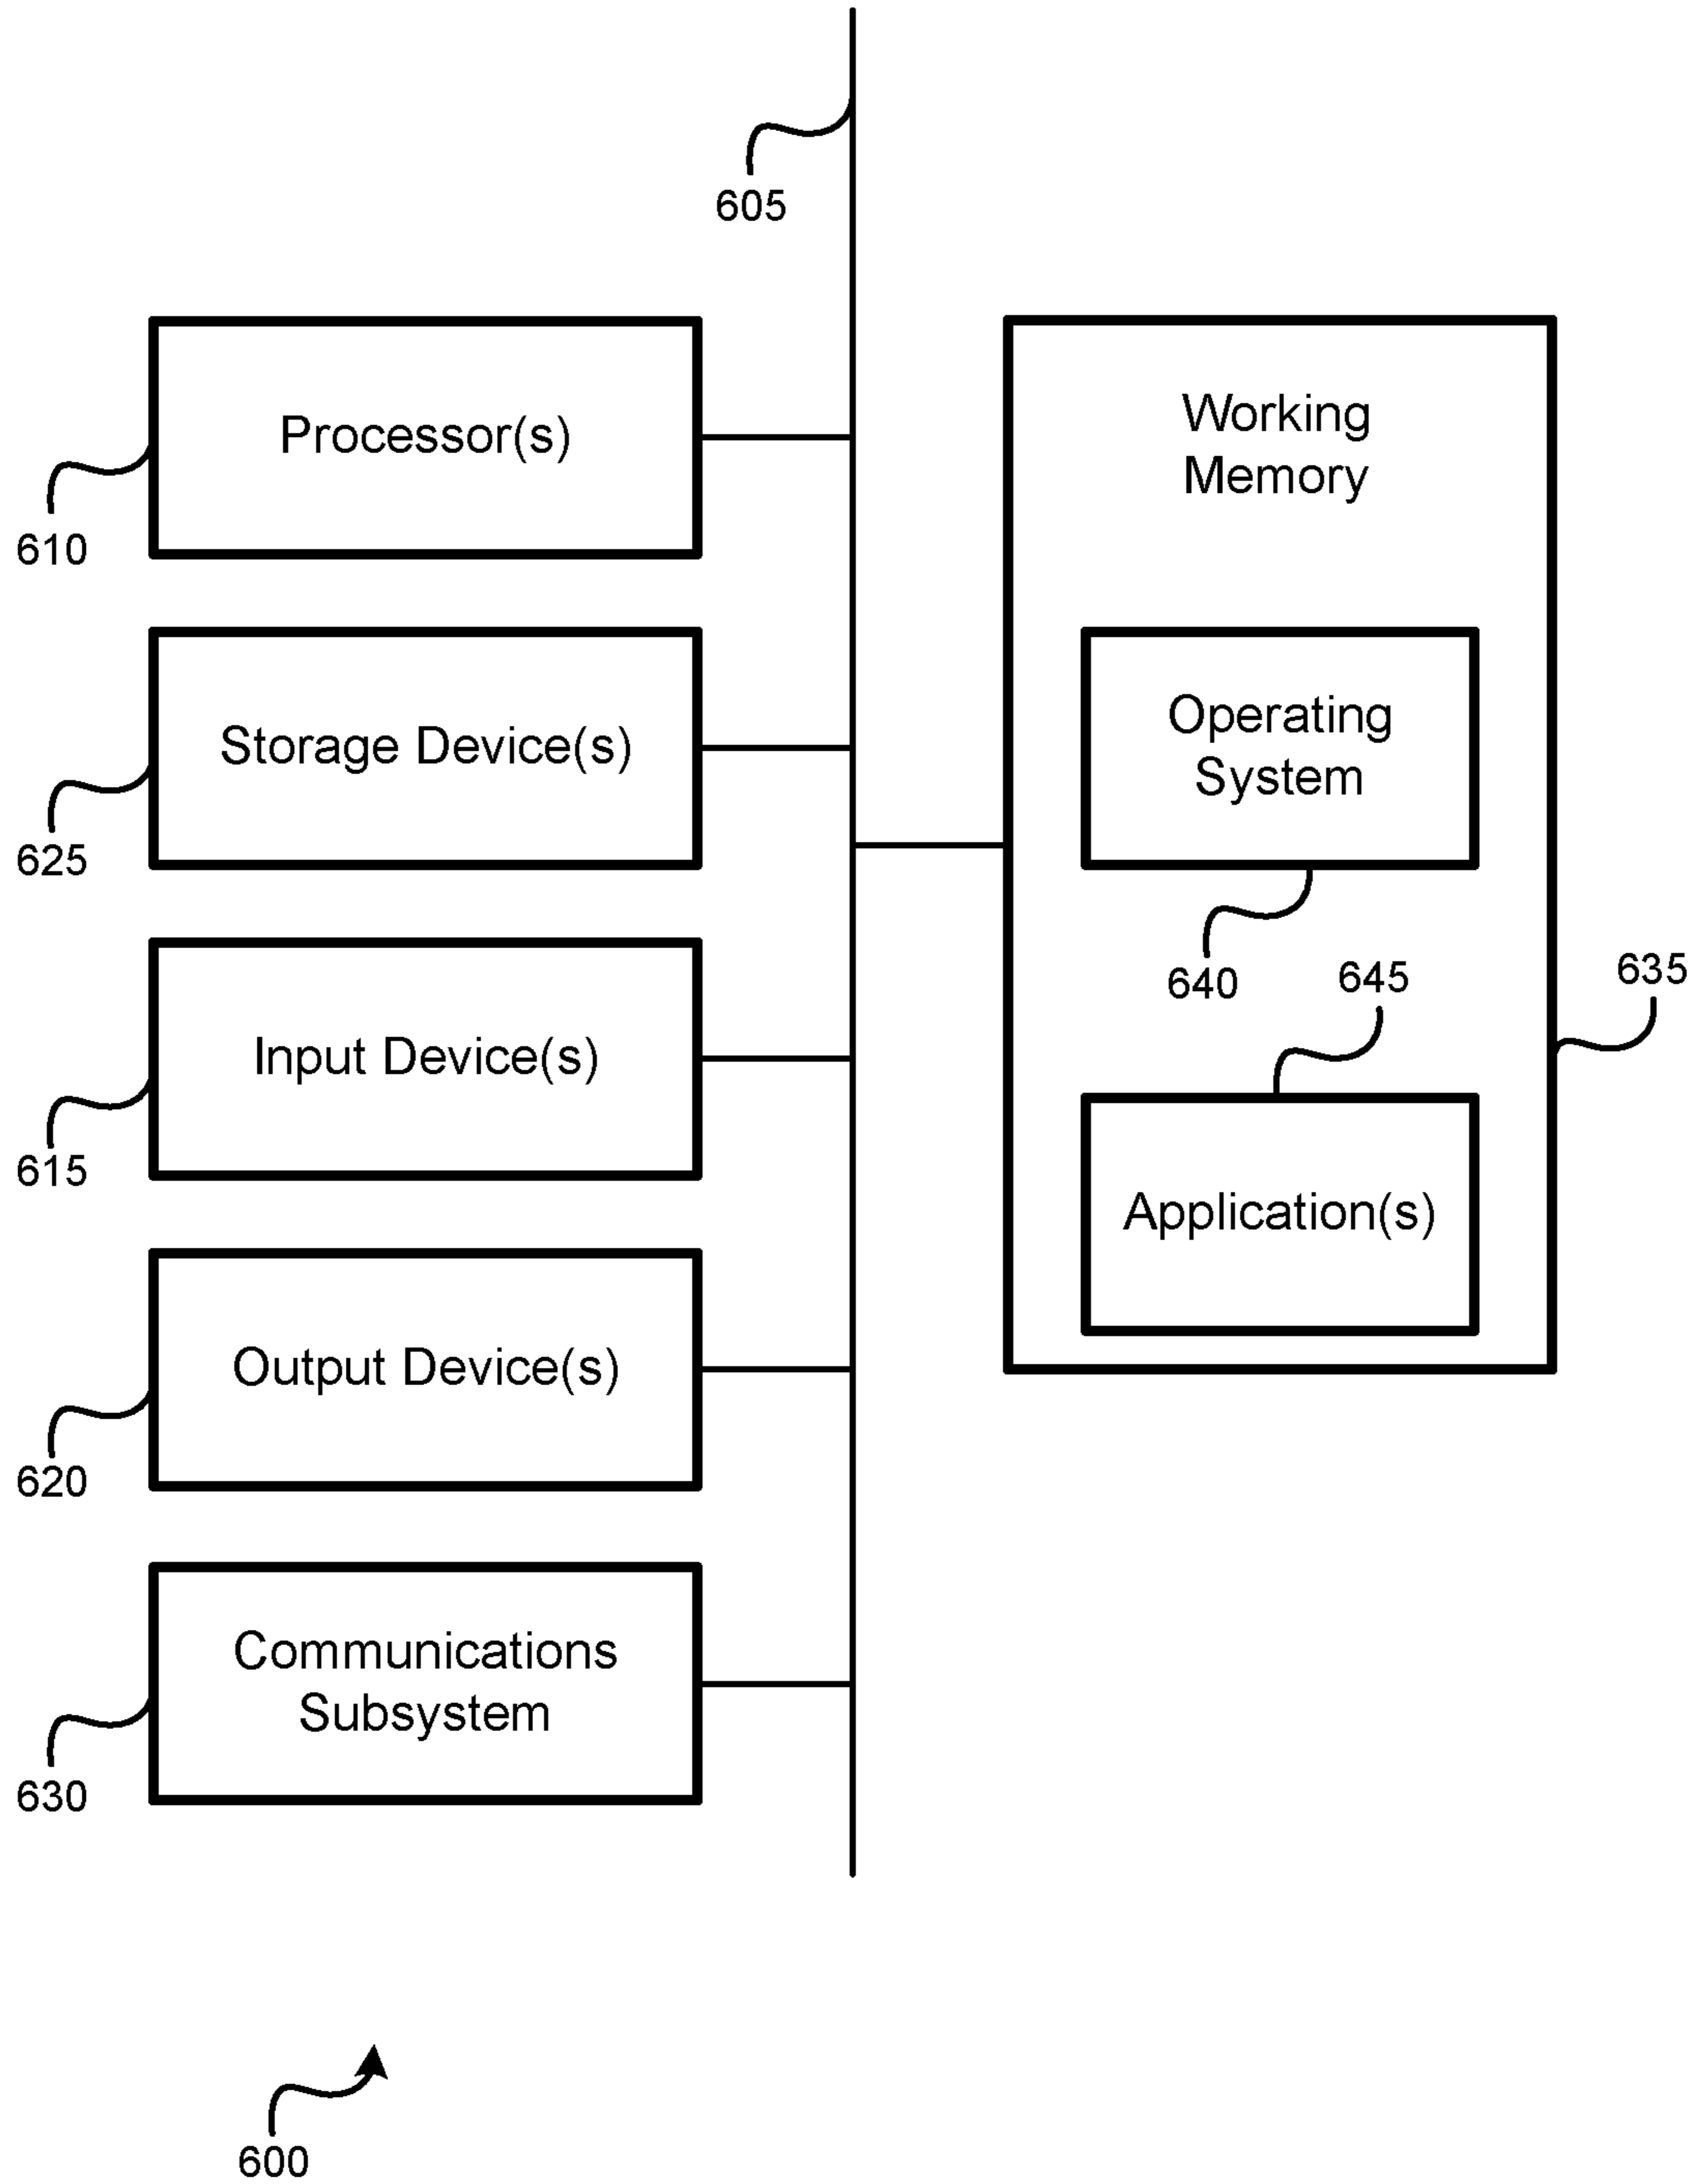 605
Processor(s)
610
Storage Device(s)
625
Input Device(s)
615
Output Device(s)
620
Communications
Subsystem
630
Working
Memory
Operating
System
640
645
635
Application(s)
600